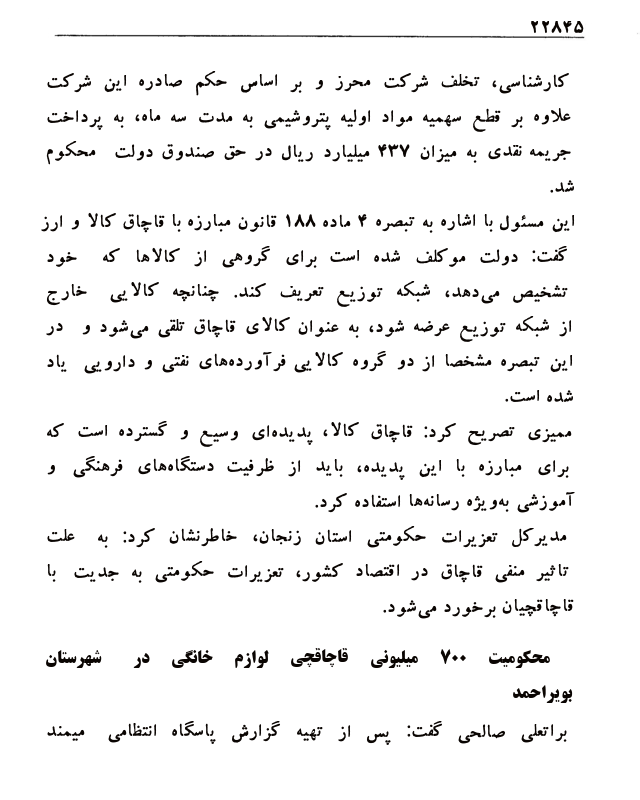 ۲۲۸۴۵
کارشناسی، تخلف شرکت محرز و بر اساس حکم صادره این شرکت
علاوه بر قطع سهمیه مواد اولیه پتروشیمی به مدت سه ماه، به پرداخت
جریمه نقدی به میزان ۴۳۷ میلیارد ریال در حق صندوق دولت محکوم
شد.
این مسئول با اشاره به تبصره ۴ ماده ۱۸۸ قانون مبارزه با قاچاق کالا و ارز
گفت: دولت موکلف شده است برای گروهی از کالاها که خود
تشخیص می‌دهد، شبکه توزیع تعریف کند. چنانچه کالایی خارج
از شبکه توزیع عرضه شود، به عنوان کالای قاچاق تلقی می‌شود و در
این تبصره مشخصا از دو گروه کالایی فرآورده‌های نفتی و دارویی یاد
شده است.
ممیزی تصریح کرد: قاچاق کالا، پدیده‌ای وسیع و گسترده است که
برای مبارزه با این پدیده، باید از ظرفیت دستگاه‌های فرهنگی و
آموزشی به‌ویژه رسانه‌ها استفاده کرد.
مدیرکل تعزیرات حکومتی استان زنجان، خاطرنشان کرد: به علت
تاثیر منفی قاچاق در اقتصاد کشور، تعزیرات حکومتی به جدیت با
قاچاقچیان برخورد می‌شود.
محکومیت ۷۰۰ میلیونی قاچاقچی لوازم خانگی در شهرستان
بویراحمد
براتعلی صالحی گفت: پس از تهیه گزارش پاسگاه انتظامی میمند